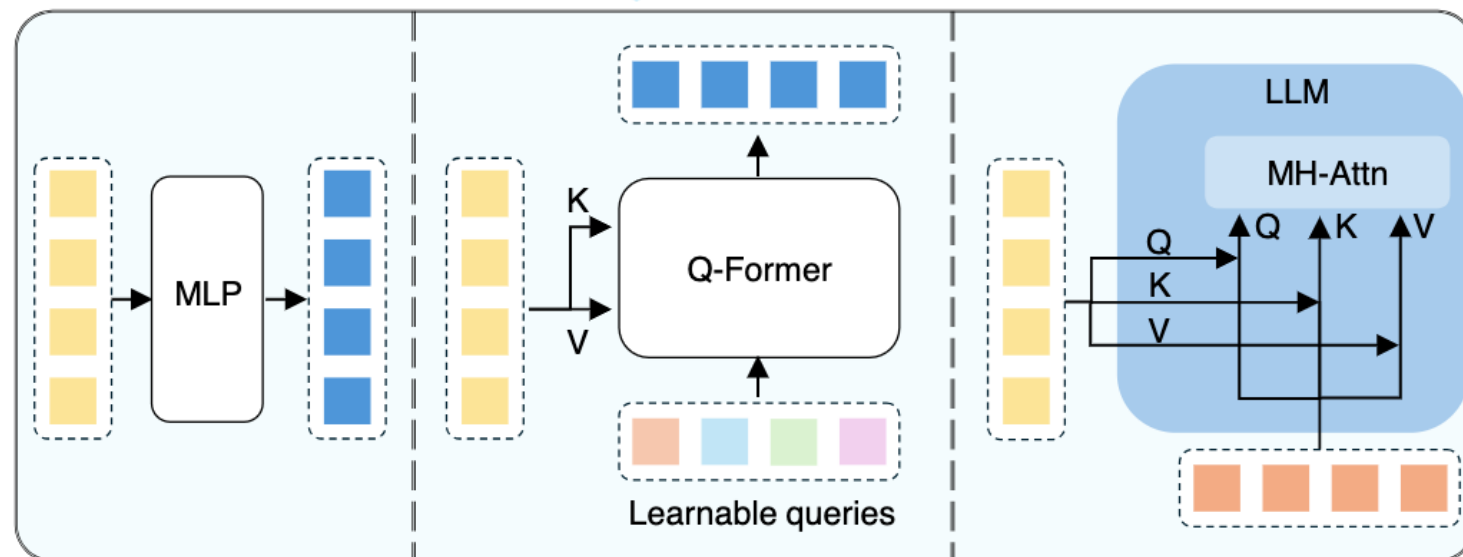 MLP
K
Q-Former
V
Learnable queries
LLM
MH-Attn
Q K V
Q
K
V